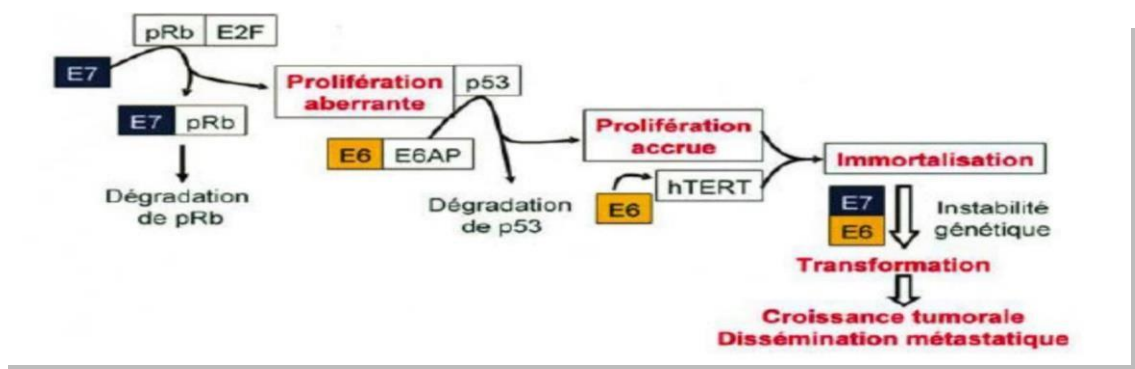 pRb E2F
E7
E7 pRb
Dégradation
de pRb
Prolifération
aberrante
p53
E6 E6AP
Dégradation
de p53
Prolifération
accrue
E6
hTERT
Immortalisation
E7
E6
Instabilité
génétique
Transformation
Croissance tumorale
Dissémination métastatique